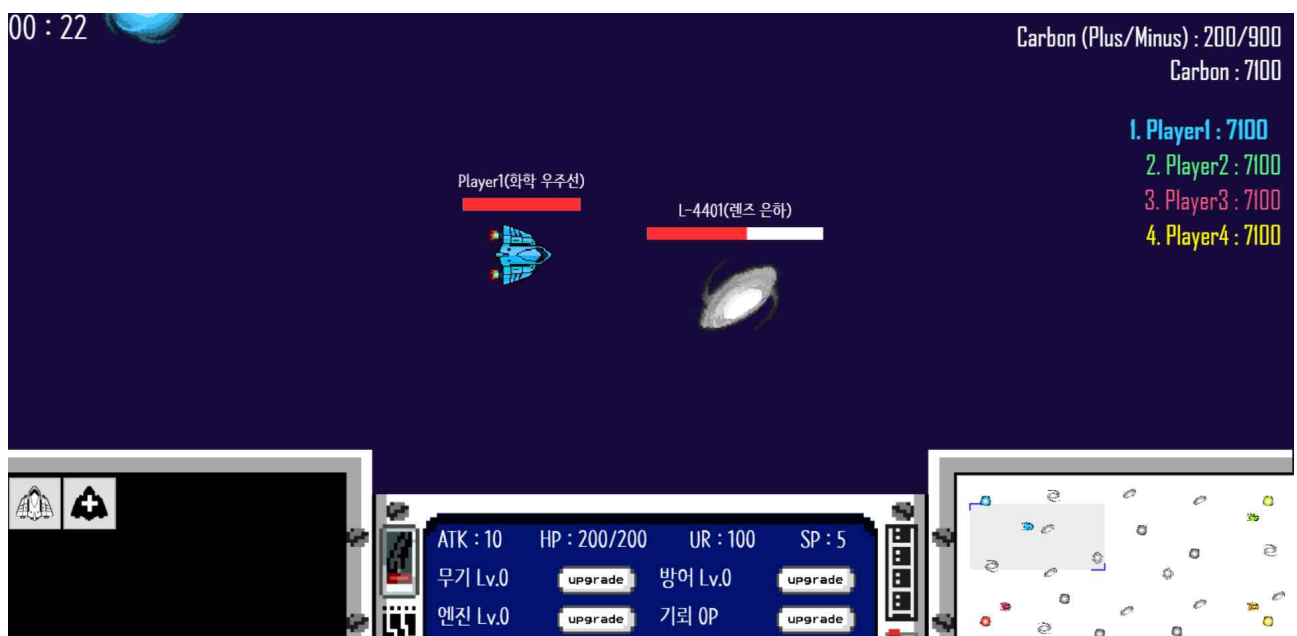 00 : 22
Carbon (Plus/Minus) : 200/900
Carbon : 7100
1. Player1 : 7100
2. Player2 : 7100
3. Player3 : 7100
4. Player4 : 7100
Player1(화학 우주선)
L-4401(렌즈 은하)
ATK : 10 HP : 200/200 UR : 100 SP : 5
무기 Lv.0 upgrade 방어 Lv.0 upgrade
엔진 Lv.0 upgrade 기뢰 0P upgrade